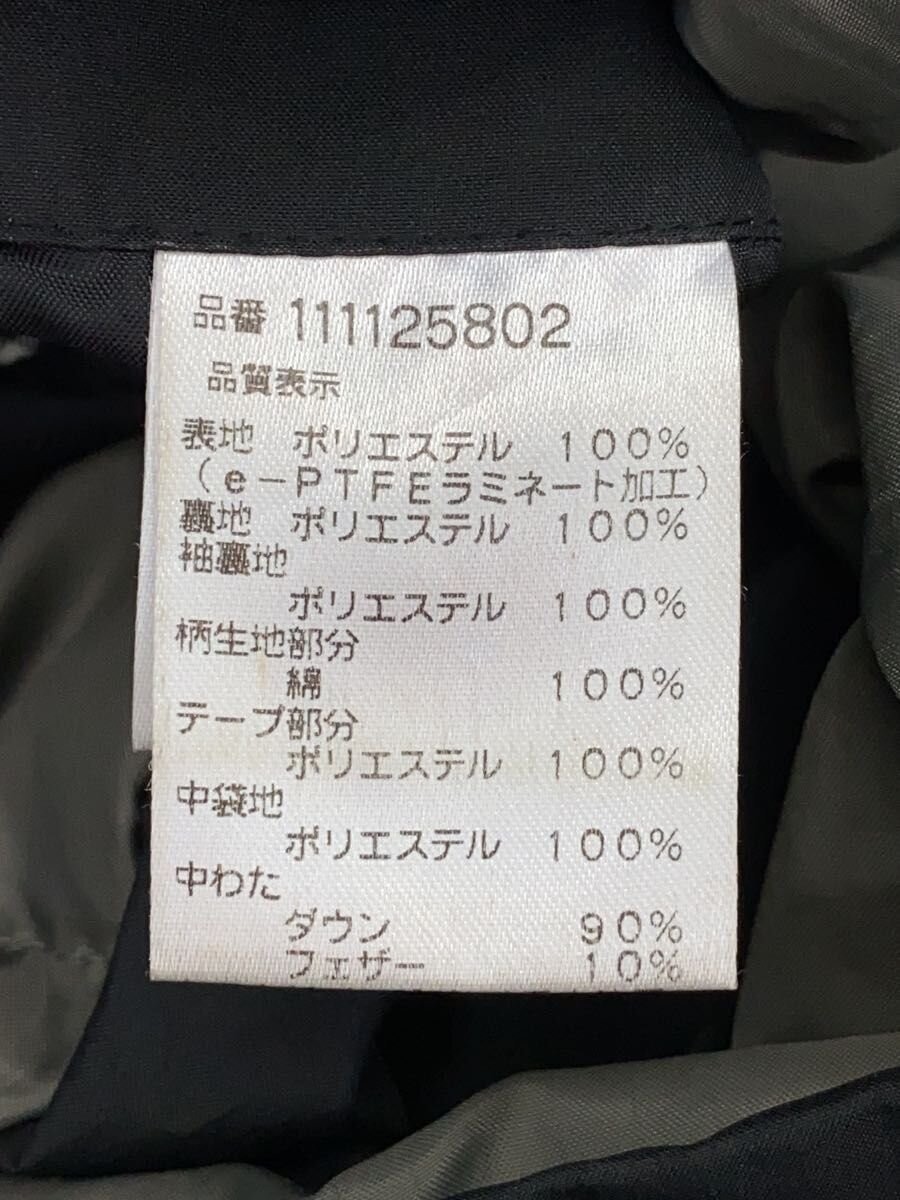 品番 111125802
品質表示
表地 ポリエステル 100%
(e-PTFEラミネート加工)
裏地 ポリエステル 100%
袖裏地
ポリエステル 100%
柄生地部分
綿 100%
テープ部分
ポリエステル 100%
中袋地
ポリエステル 100%
中わた
ダウン 90%
フェザー 10%